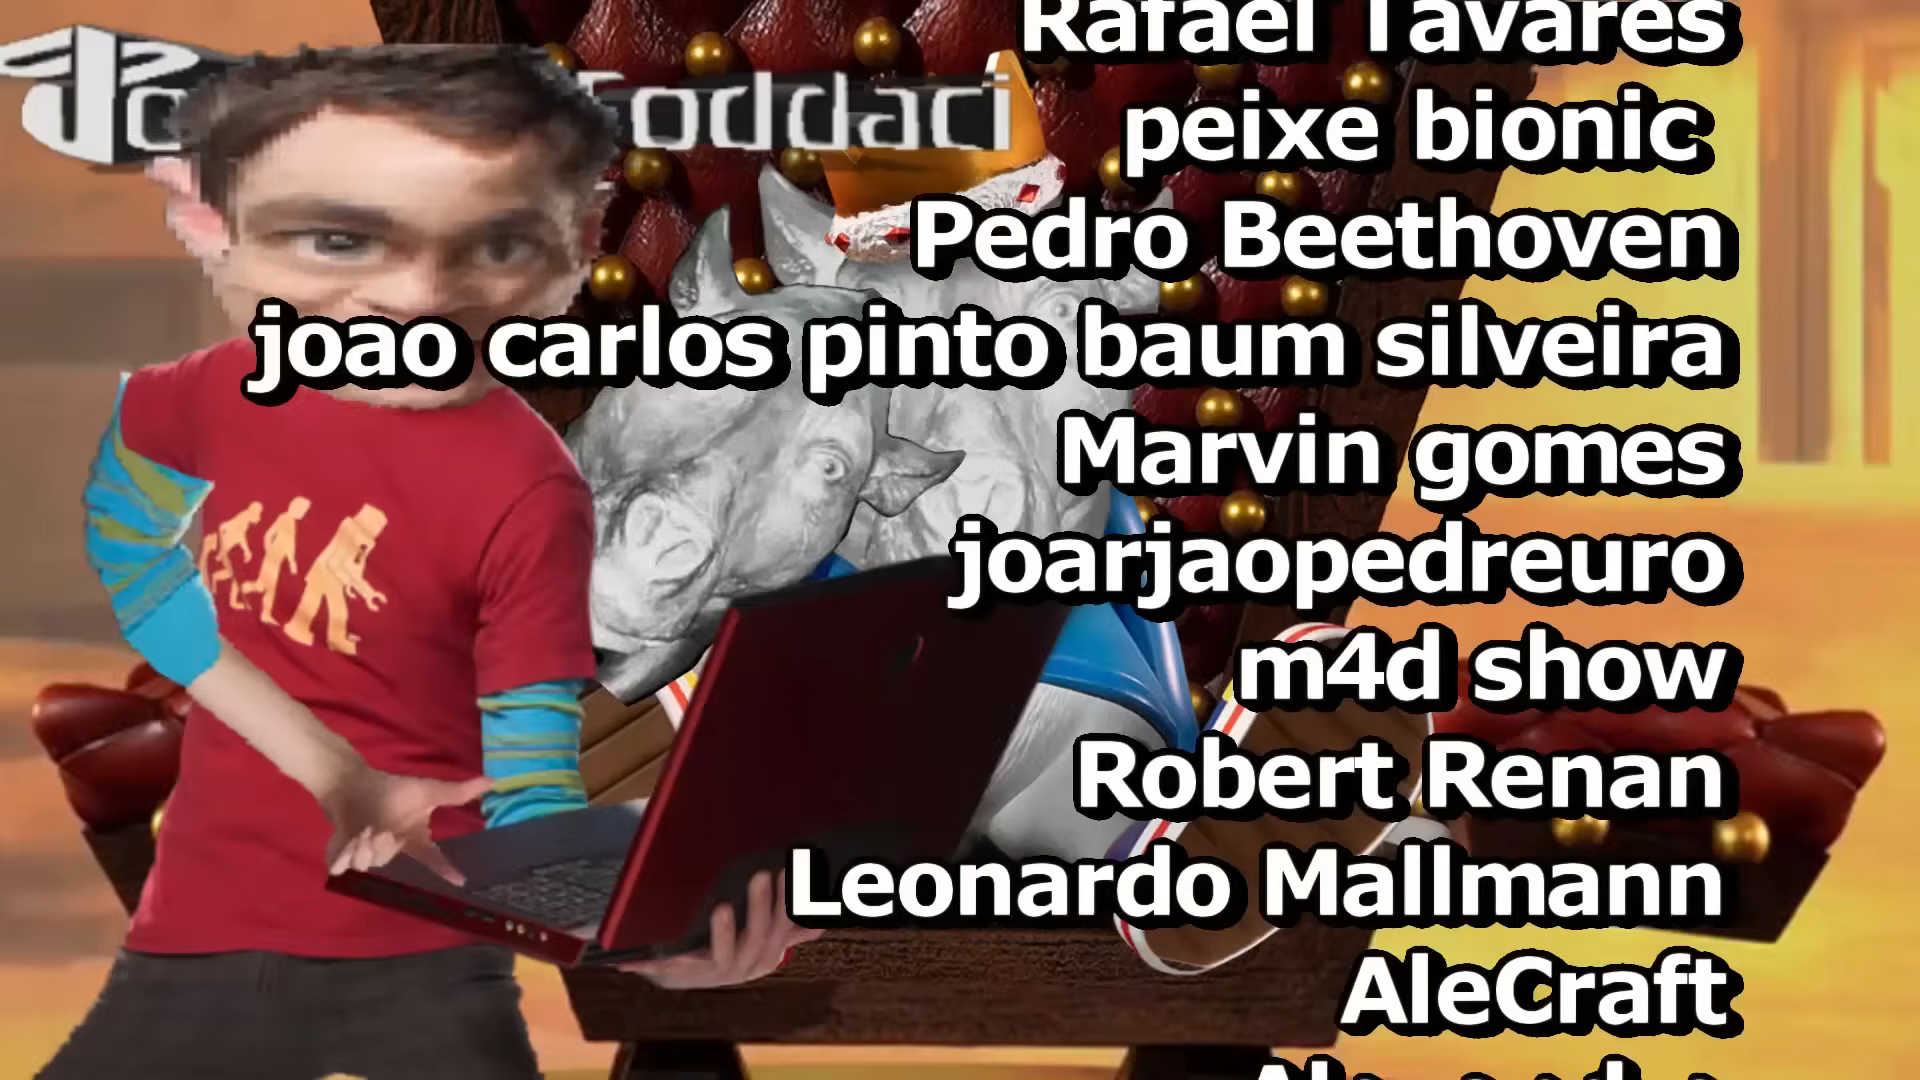 Rafael Tavares
oddaci
peixe bionic
Pedro Beethoven
joao carlos pinto baum silveira
Marvin gomes
joarjaopedreuro
m4d show
Robert Renan
Leonardo Mallmann
AleCraft